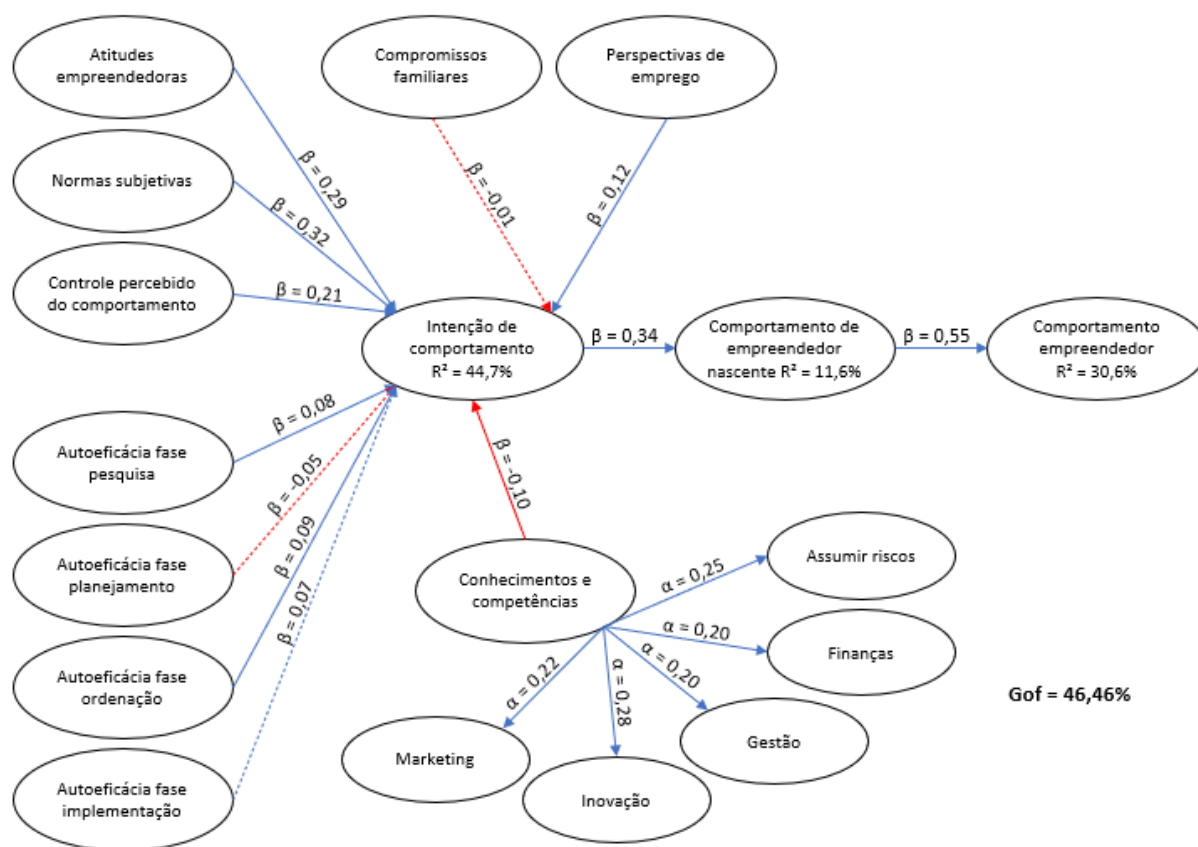 Atitudes
empreendedoras
Compromissos
familiares
Perspectivas de
emprego
Normas subjetivas
Controle percebido
do comportamento
β = 0,29
β = 0,32
β = 0,21
β = -0,01
β = 0,12
Intenção de
comportamento
R² = 44,7%
β = 0,34
Comportamento de
empreendedor
nascente R² = 11,6%
β = 0,55
Comportamento
empreendedor
R² = 30,6%
Autoeficácia fase
pesquisa
β = 0,08
Autoeficácia fase
planejamento
β = -0,05
Autoeficácia fase
ordenação
β = 0,09
Autoeficácia fase
implementação
β = 0,07
β = -0,10
Conhecimentos e
competências
α = 0,25
Assumir riscos
α = 0,20
Finanças
α = 0,20
Gestão
α = 0,28
Inovação
α = 0,22
Marketing
Gof = 46,46%